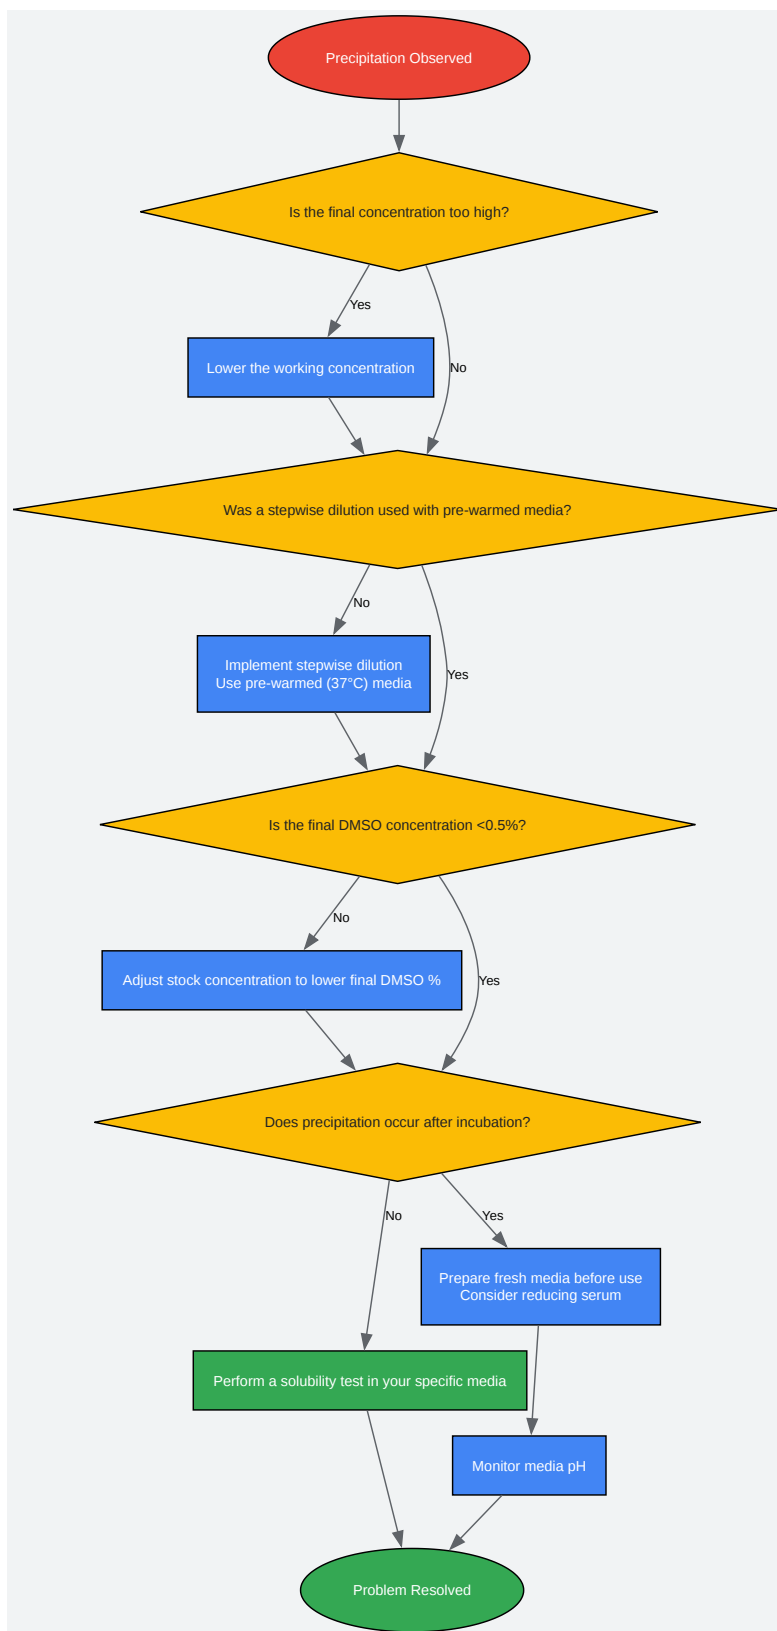 Precipitation Observed
Is the final concentration too high?
Yes
Lower the working concentration
No
Was a stepwise dilution used with pre-warmed media?
No
Implement stepwise dilution
Use pre-warmed (37°C) media
Yes
Is the final DMSO concentration <0.5%?
No
Adjust stock concentration to lower final DMSO %
Yes
Does precipitation occur after incubation?
No
Yes
Prepare fresh media before use
Consider reducing serum
Perform a solubility test in your specific media
Monitor media pH
Problem Resolved